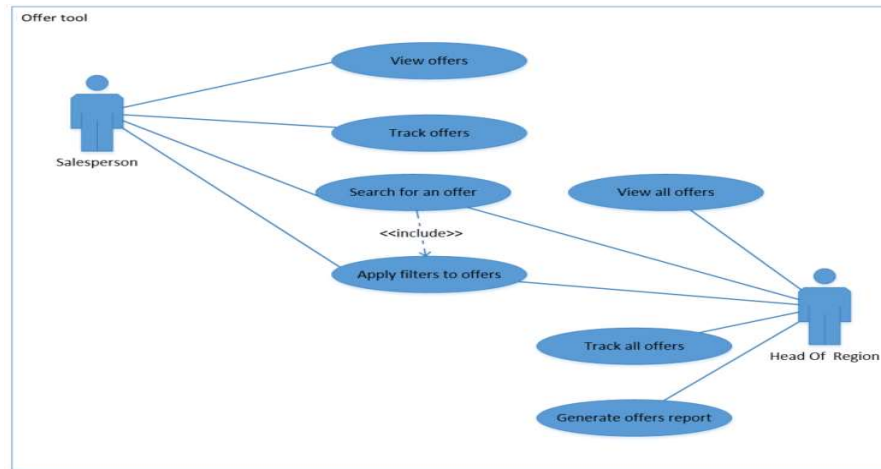 Offer tool
View offers
Track offers
Salesperson
Search for an offer
View all offers
<<include>>
Apply filters to offers
Track all offers
Head Of Region
Generate offers report